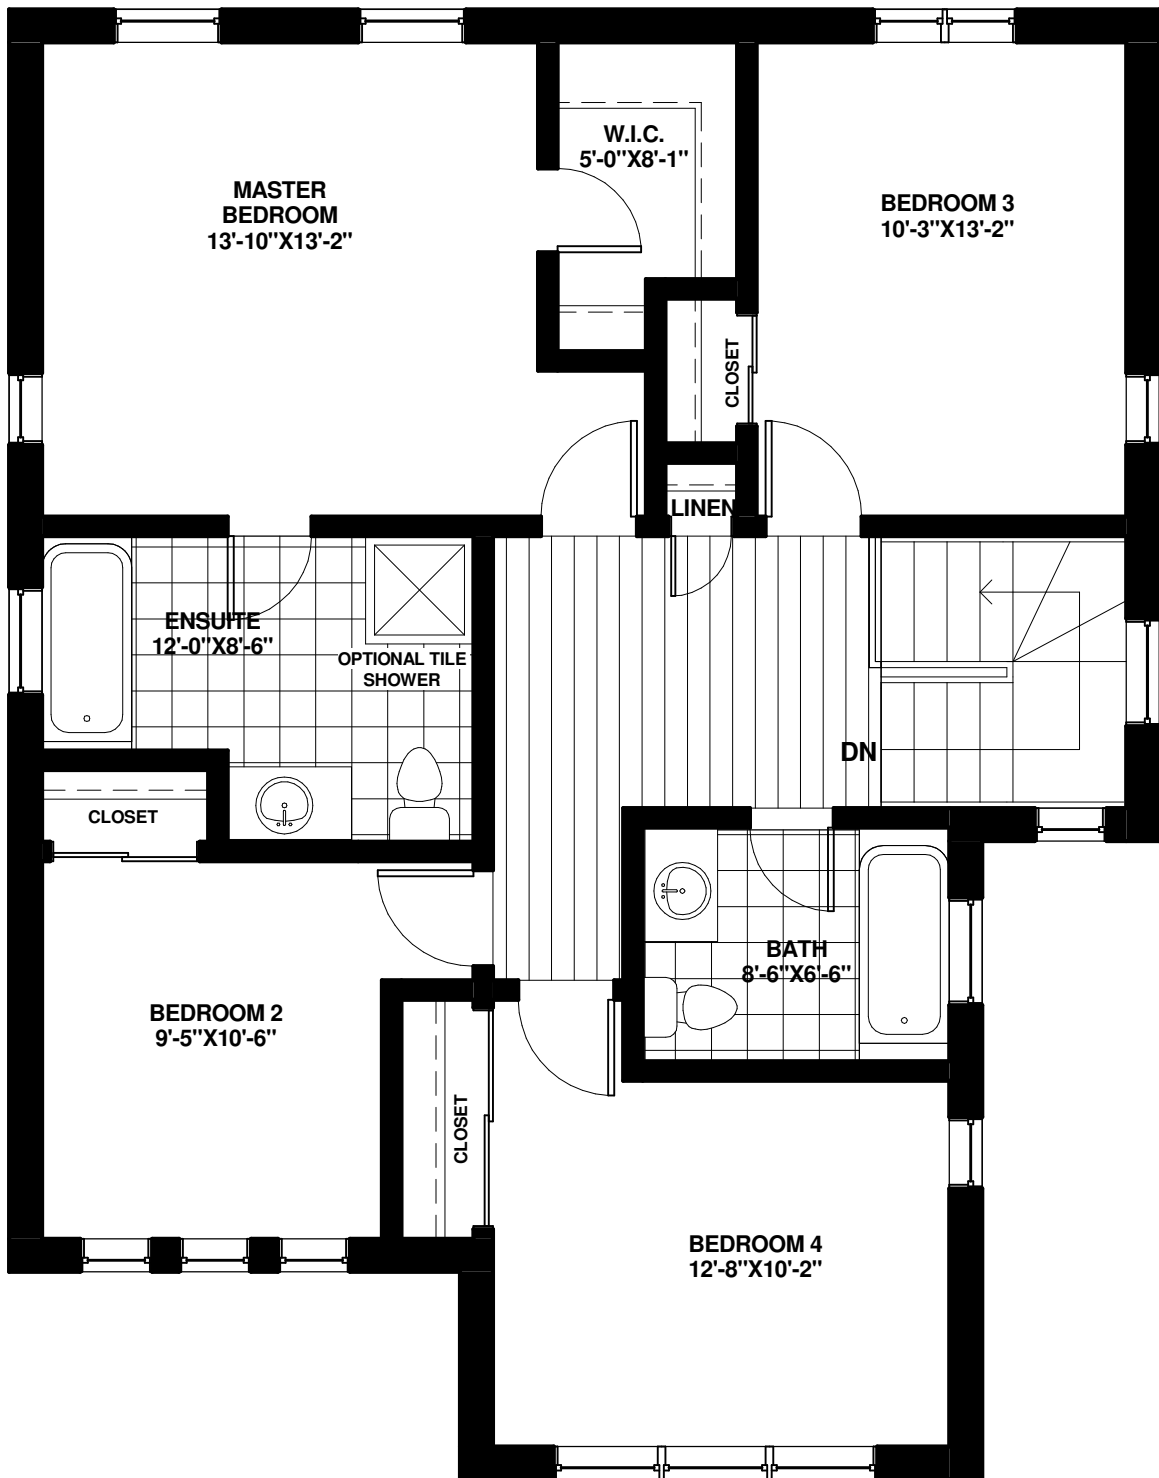 MASTER
BEDROOM
13'-10"X13'-2"
W.I.C.
5'-0"X8'-1"
BEDROOM 3
10'-3"X13'-2"
CLOSET
LINEN
ENSUITE
12'-0"X8'-6"
OPTIONAL TILE
SHOWER
DN
CLOSET
BATH
8'-6"X6'-6"
BEDROOM 2
9'-5"X10'-6"
CLOSET
BEDROOM 4
12'-8"X10'-2"